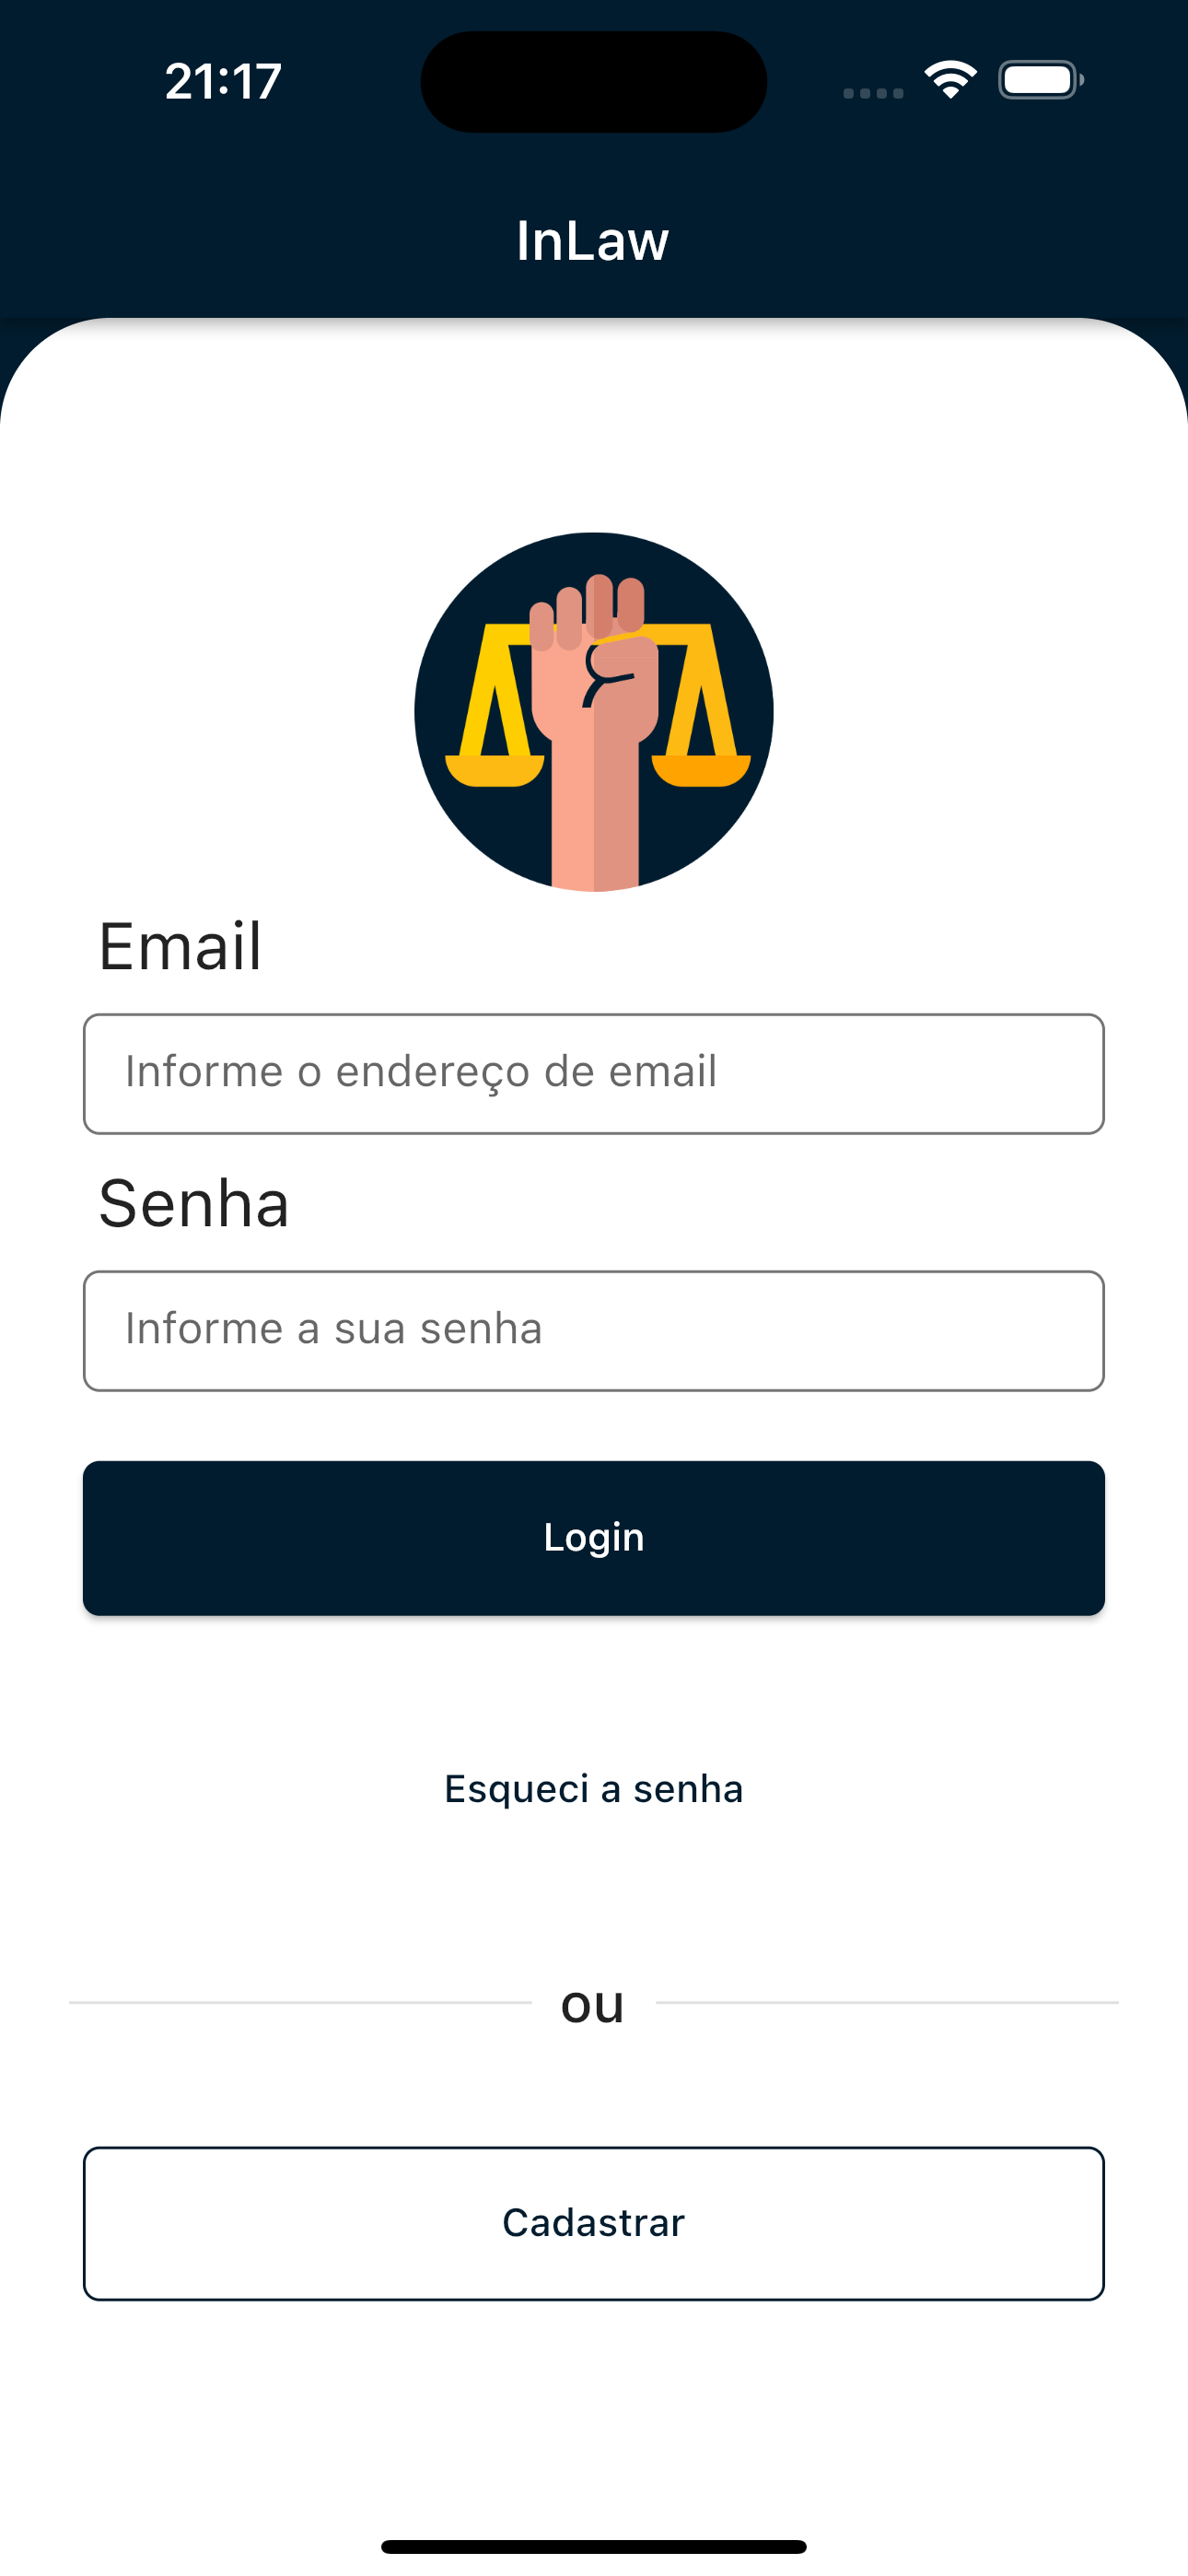 21:17
InLaw
Email
Informe o endereço de email
Senha
Informe a sua senha
Login
Esqueci a senha
ou
Cadastrar